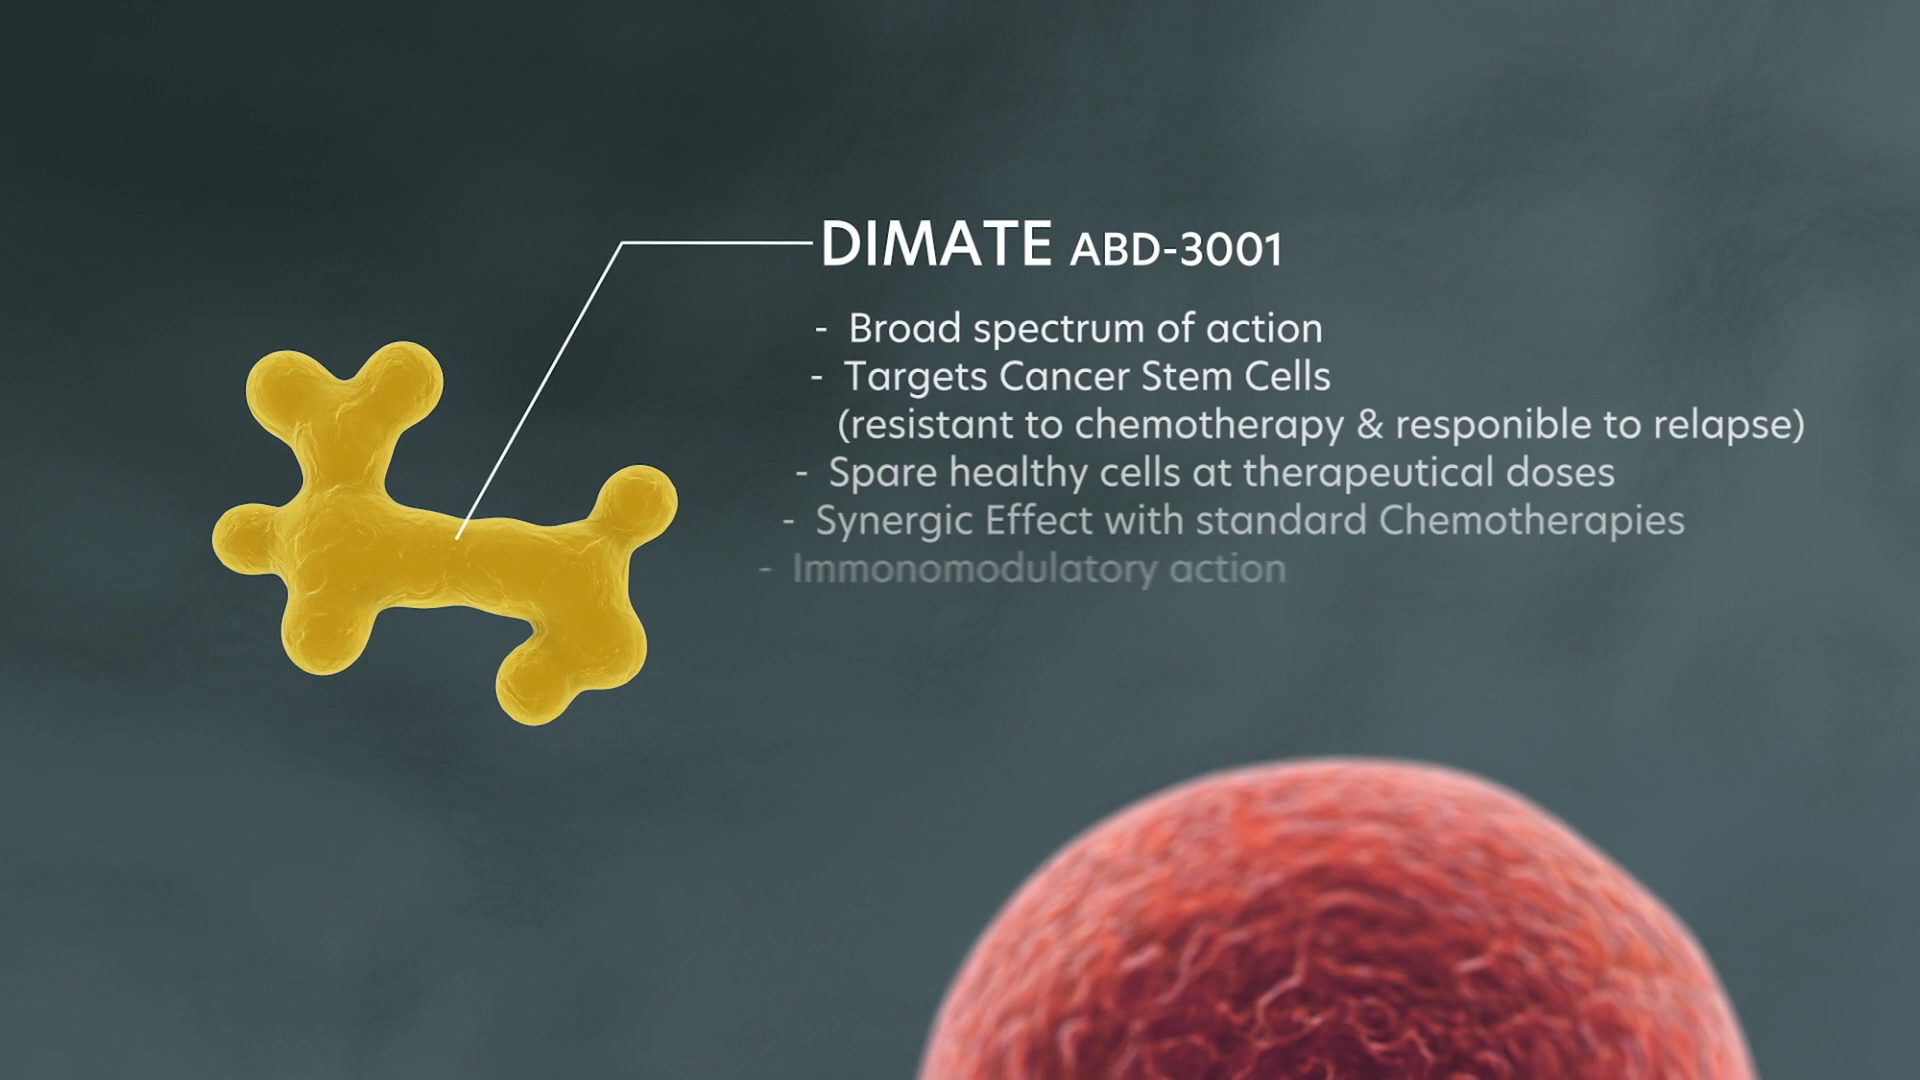 DIMATE ABD-3001
- Broad spectrum of action
- Targets Cancer Stem Cells
(resistant to chemotherapy & responible to relapse)
- Spare healthy cells at therapeutical doses
- Synergic Effect with standard Chemotherapies
- Immonomodulatory action